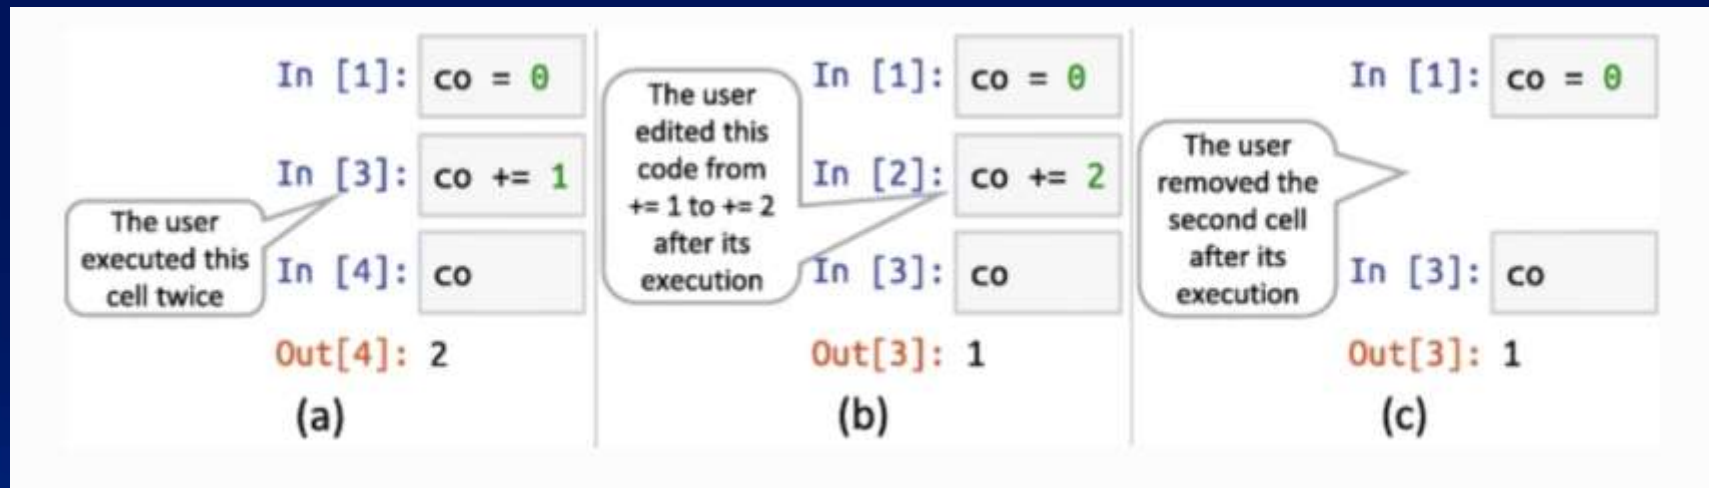 In [1]: co = 0
In [3]: co += 1
The user
executed this
cell twice
In [4]: co
Out[4]: 2
(a)
The user
edited this
code from
+= 1 to += 2
after its
execution
In [1]: co = 0
In [2]: co += 2
In [3]: co
Out[3]: 1
(b)
In [1]: co = 0
The user
removed the
second cell
after its
execution
In [3]: co
Out[3]: 1
(c)